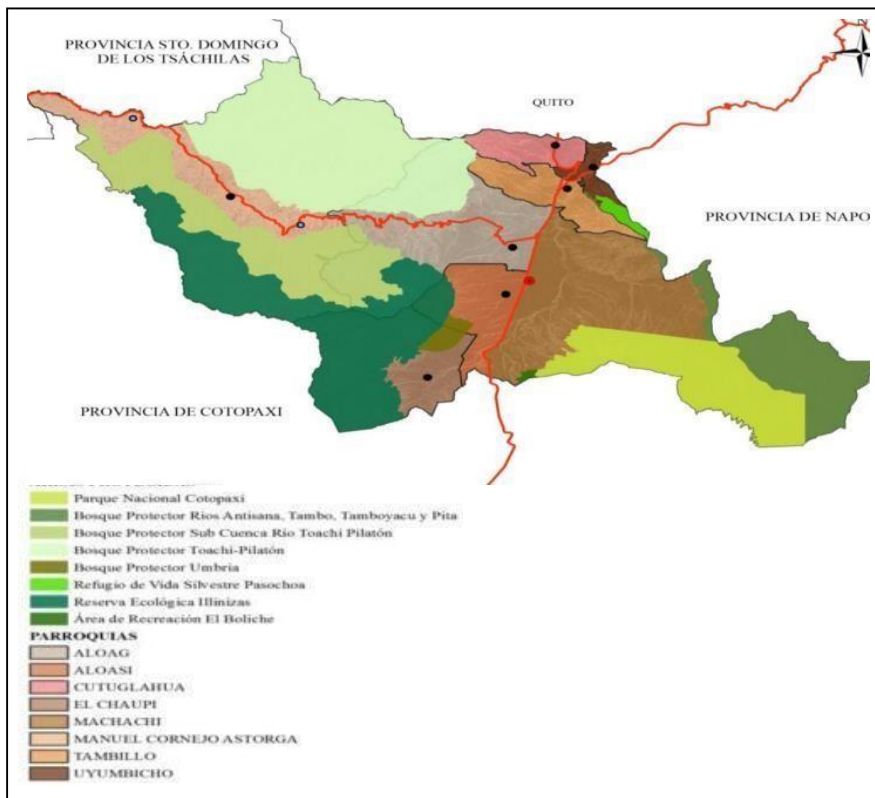 N
PROVINCIA STO. DOMINGO
DE LOS TSÁCHILAS
QUITO
PROVINCIA DE NAPO
PROVINCIA DE COTOPAXI
Parque Nacional Cotopaxi
Bosque Protector Rios Antisana, Tambo, Tamboyacu y Pita
Bosque Protector Sub Cuenca Río Toachi Pilatón
Bosque Protector Toachi-Pilatón
Bosque Protector Umbria
Refugio de Vida Silvestre Pasochoa
Reserva Ecológica Illinizas
Área de Recreación El Boliche
PARROQUIAS
ALOAG
ALOASI
CUTUGLAHUA
EL CHAUPI
MACHACHI
MANUEL CORNEJO ASTORGA
TAMBILLO
UYUMBICHO